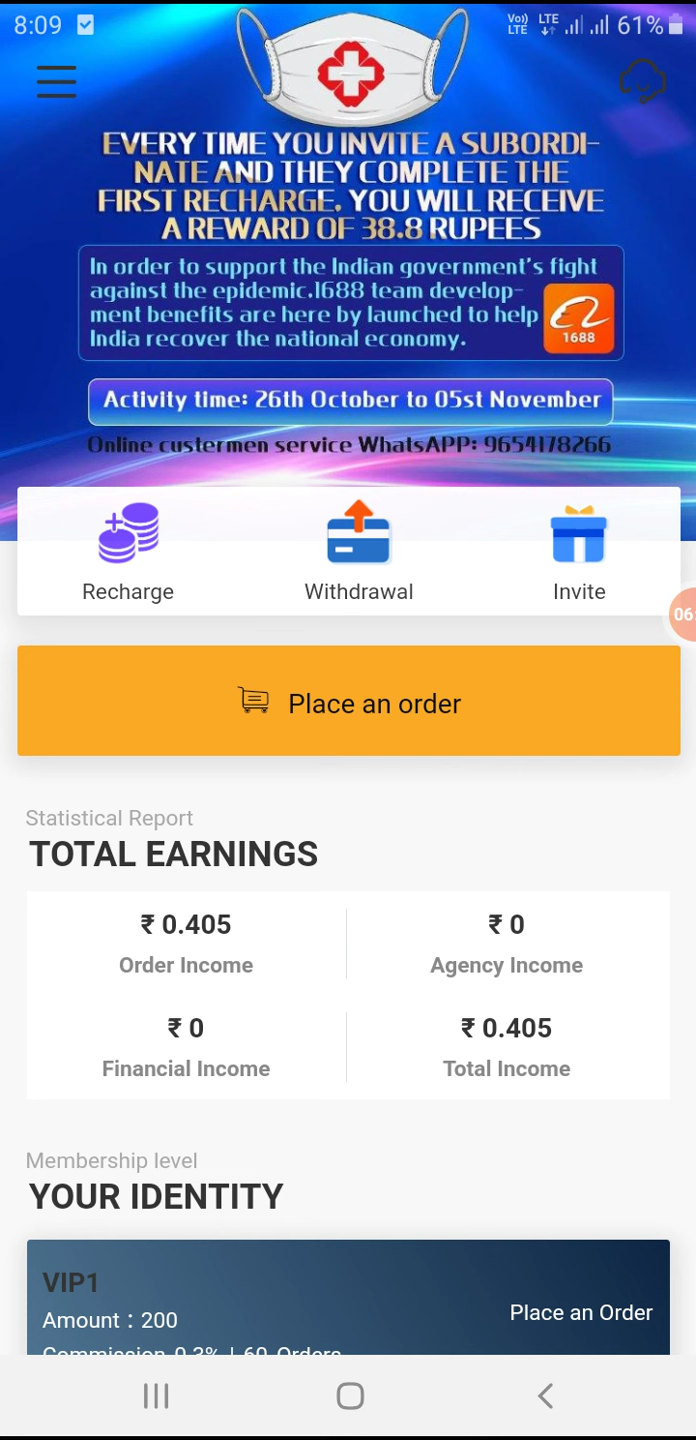 8:09
Vo)) LTE LTE 61%
EVERY TIME YOU INVITE A SUBORDI-
NATE AND THEY COMPLETE THE
FIRST RECHARGE. YOU WILL RECEIVE
A REWARD OF 38.8 RUPEES
In order to support the Indian government's fight
against the epidemic.1688 team develop-
ment benefits are here by launched to help
India recover the national economy.
1688
Activity time: 26th October to 05st November
Online custermen service WhatsAPP: 9654178266
Recharge Withdrawal Invite
06:
Place an order
Statistical Report
TOTAL EARNINGS
₹ 0.405 ₹ 0
Order Income Agency Income
₹ 0 ₹ 0.405
Financial Income Total Income
Membership level
YOUR IDENTITY
VIP1
Amount : 200
Place an Order
Commission 0.3% | 60 Orders